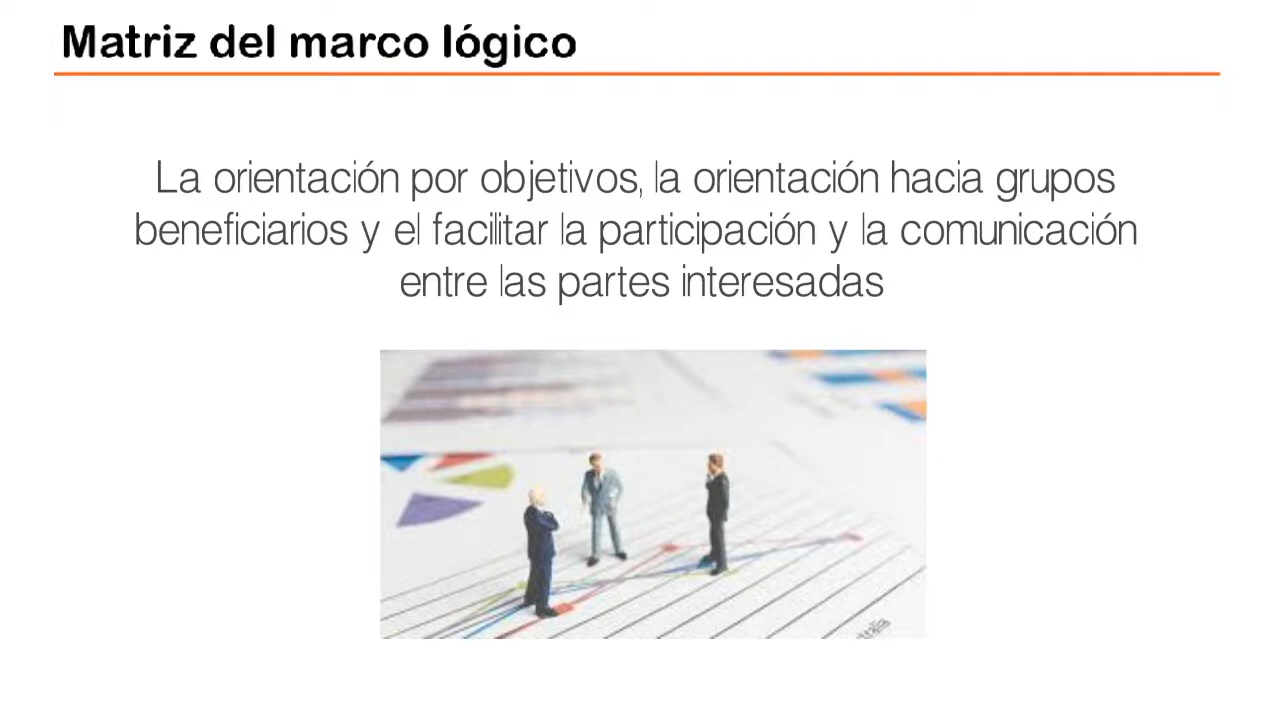 Matriz del marco lógico
La orientación por objetivos, la orientación hacia grupos
beneficiarios y el facilitar la participación y la comunicación
entre las partes interesadas